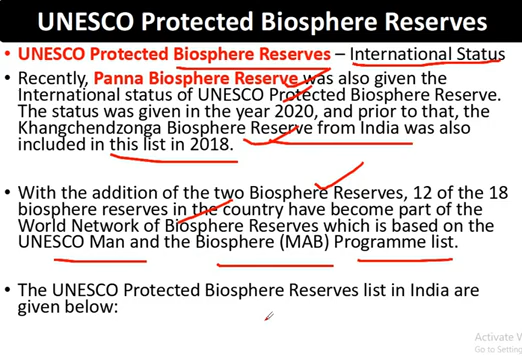 UNESCO Protected Biosphere Reserves
• UNESCO Protected Biosphere Reserves – International Status
• Recently, Panna Biosphere Reserve was also given the
International status of UNESCO Protected Biosphere Reserve.
The status was given in the year 2020, and prior to that, the
Khangchendzonga Biosphere Reserve from India was also
included in this list in 2018.
• With the addition of the two Biosphere Reserves, 12 of the 18
biosphere reserves in the country have become part of the
World Network of Biosphere Reserves which is based on the
UNESCO Man and the Biosphere (MAB) Programme list.
• The UNESCO Protected Biosphere Reserves list in India are
given below:
Activate W
Go to Setting